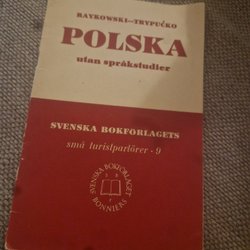 RAYKOWSKI–TRYPUĆKO
POLSKA
utan språkstudier
SVENSKA BOKFÖRLAGETS
små turistparlörer · 9
SVENSKA BOKFÖRLAGET
BONNIERS